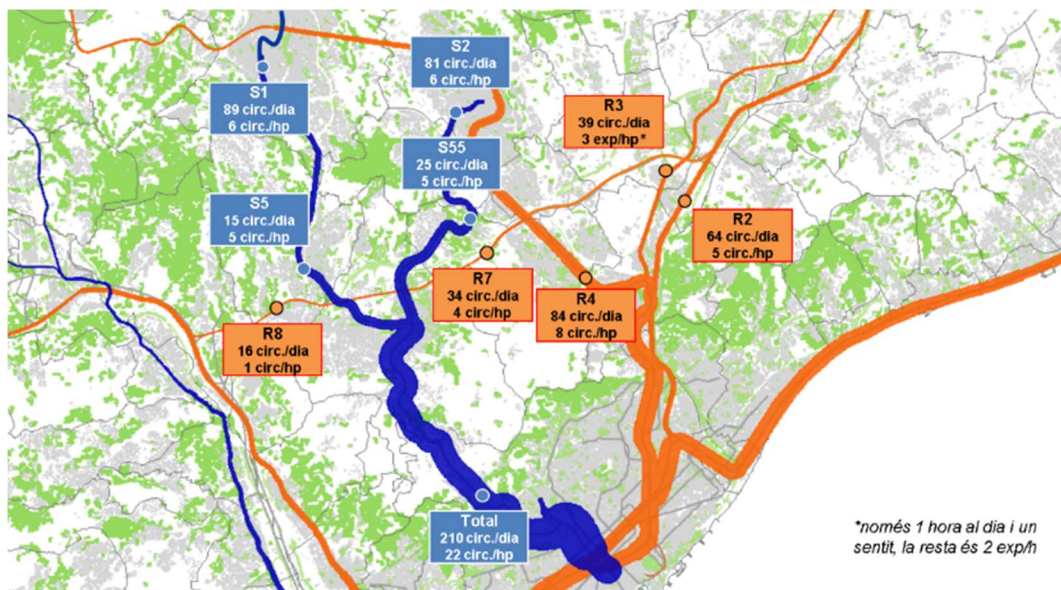 S2
81 circ./dia
6 circ./hp
S1
89 circ./dia
6 circ./hp
R3
39 circ./dia
3 exp/hp*
S55
25 circ./dia
5 circ./hp
S5
15 circ./dia
5 circ./hp
R2
64 circ./dia
5 circ./hp
R7
34 circ./dia
4 circ/hp
R4
84 circ./dia
8 circ./hp
R8
16 circ./dia
1 circ/hp
Total
210 circ./dia
22 circ./hp
*només 1 hora al dia i un
sentit, la resta és 2 exp/h